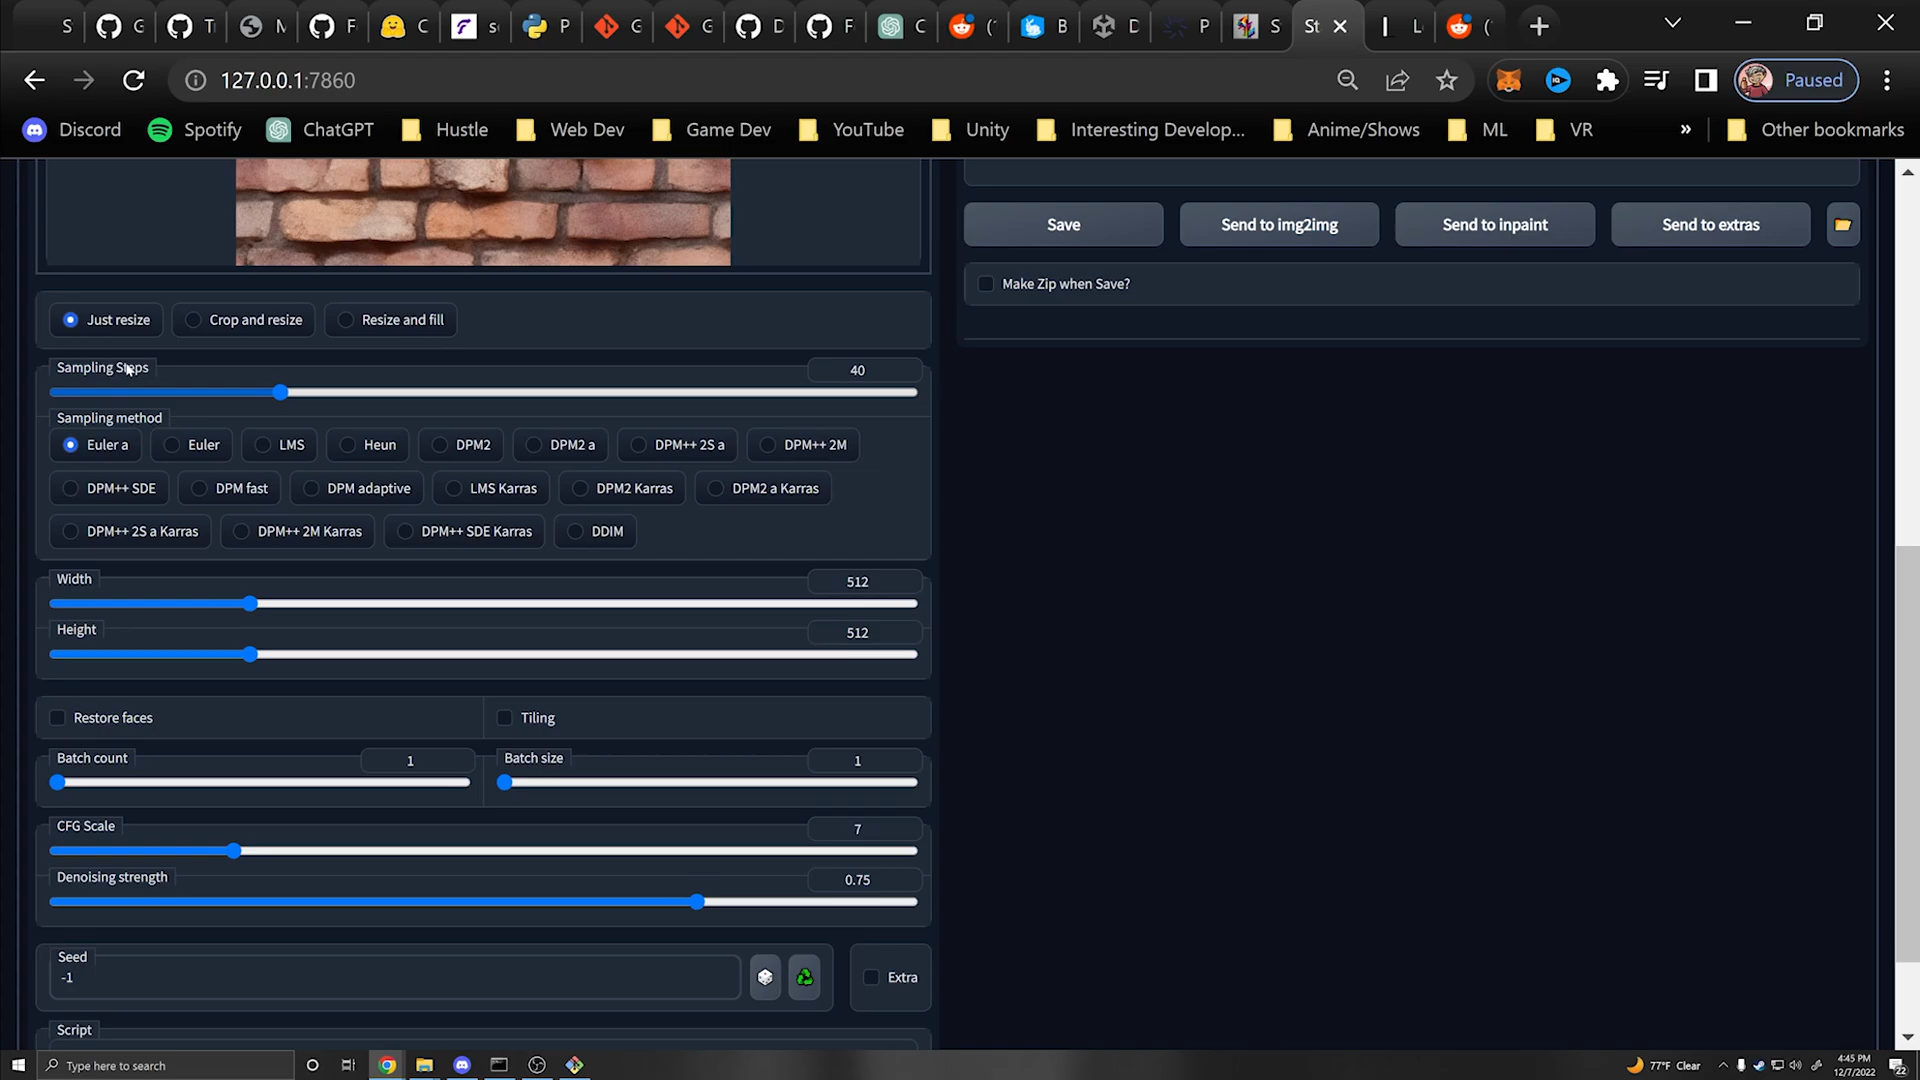 S G T M F C s P G G D F C ( B D P S St L (
127.0.0.1:7860 Paused
Discord Spotify ChatGPT Hustle Web Dev Game Dev YouTube Unity Interesting Develop... Anime/Shows ML VR » Other bookmarks
Save Send to img2img Send to inpaint Send to extras
Make Zip when Save?
Just resize Crop and resize Resize and fill
Sampling Steps 40
Sampling method
Euler a Euler LMS Heun DPM2 DPM2 a DPM++ 2S a DPM++ 2M
DPM++ SDE DPM fast DPM adaptive LMS Karras DPM2 Karras DPM2 a Karras
DPM++ 2S a Karras DPM++ 2M Karras DPM++ SDE Karras DDIM
Width 512
Height 512
Restore faces Tiling
Batch count 1 Batch size 1
CFG Scale 7
Denoising strength 0.75
Seed
-1 Extra
Script
Type here to search 77°F Clear 4:45 PM
12/7/2022 22